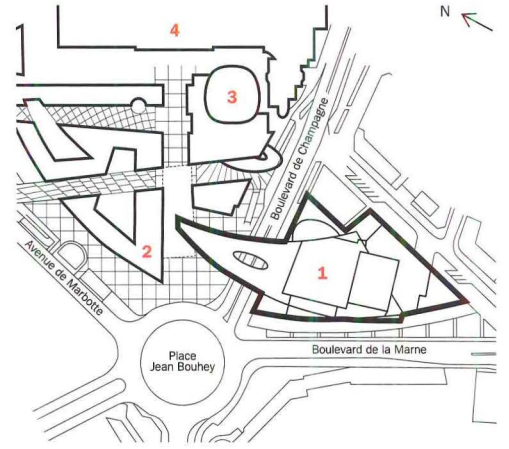 N
4
3
Boulevard de Champagne
1
2
Avenue de Marbotte
Place
Jean Bouhey
Boulevard de la Marne